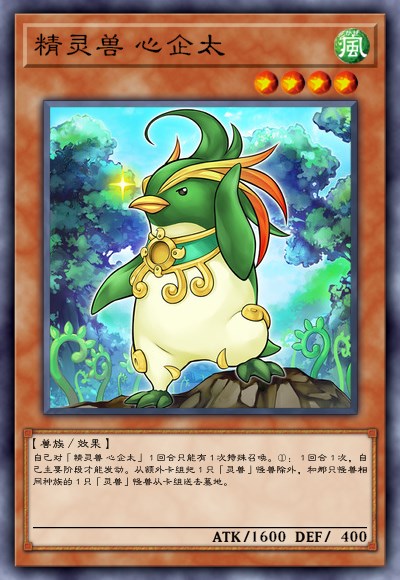 精灵兽 心企太
風
【兽族／效果】
自己对「精灵兽 心企太」1回合只能有1次特殊召唤。①：1回合1次，自
己主要阶段才能发动。从额外卡组把1只「灵兽」怪兽除外，和那只怪兽相
同种族的1只「灵兽」怪兽从卡组送去墓地。
ATK/1600 DEF/ 400